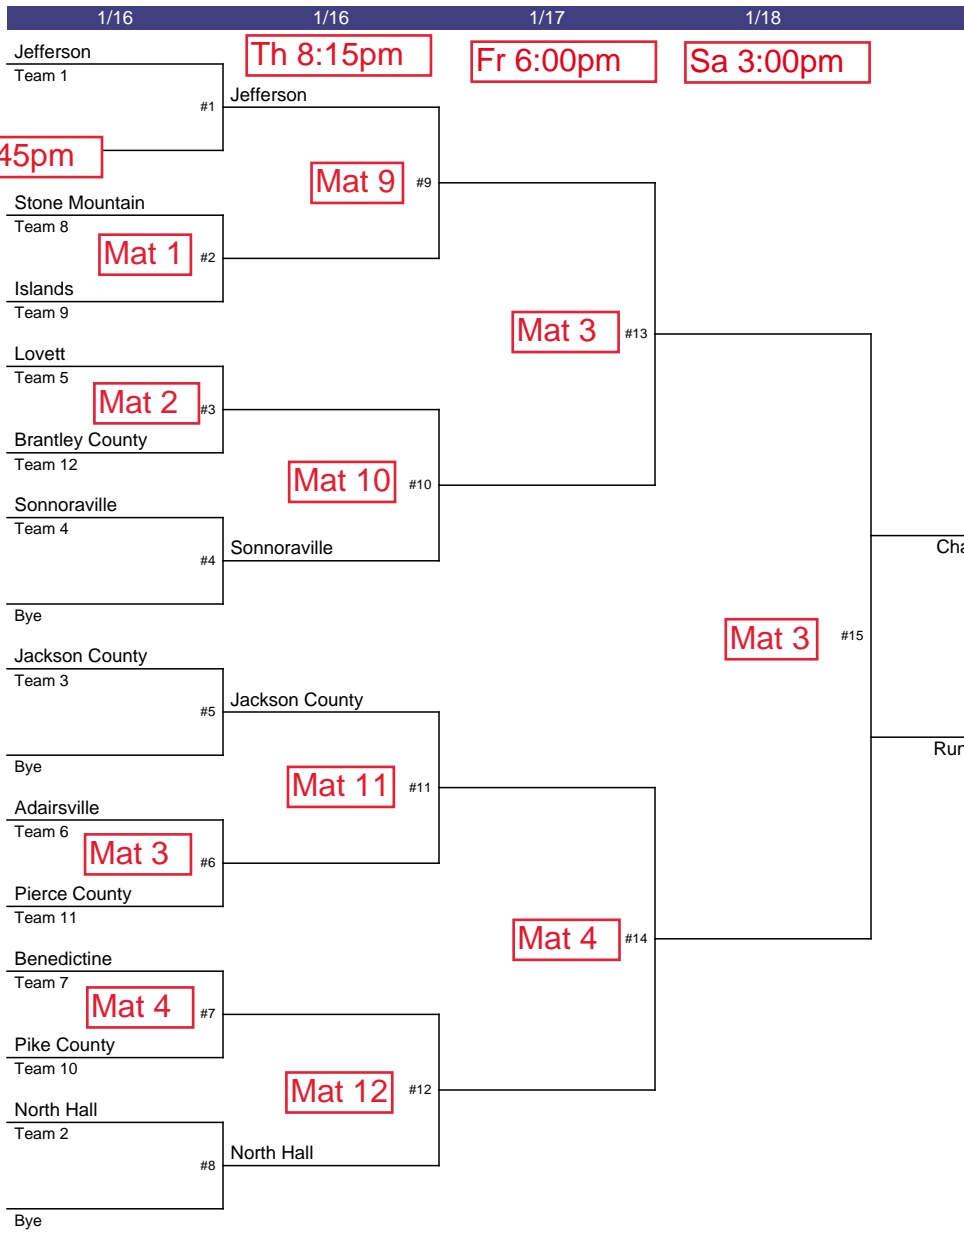 1/16 1/16 1/17 1/18
Th 8:15pm Fr 6:00pm Sa 3:00pm
Jefferson
Team 1
#1 Jefferson
45pm
Mat 9 #9
Stone Mountain
Team 8
Mat 1 #2
Islands
Team 9
Mat 3 #13
Lovett
Team 5
Mat 2 #3
Brantley County
Team 12
Mat 10 #10
Sonnoraville
Team 4
#4 Sonnoraville
Bye
Mat 3 #15
Jackson County
Team 3
#5 Jackson County
Bye
Mat 11 #11
Adairsville
Team 6
Mat 3 #6
Pierce County
Team 11
Mat 4 #14
Benedictine
Team 7
Mat 4 #7
Pike County
Team 10
Mat 12 #12
North Hall
Team 2
#8 North Hall
Bye